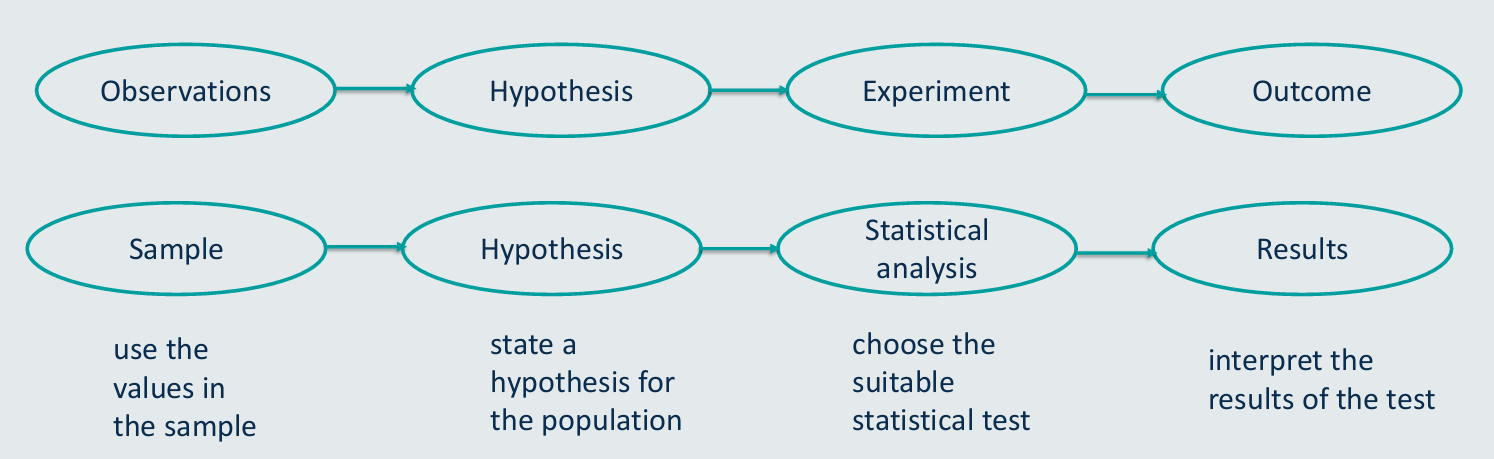 Observations
Hypothesis
Experiment
Outcome
Sample
Hypothesis
Statistical
analysis
Results
use the
values in
the sample
state a
hypothesis for
the population
choose the
suitable
statistical test
interpret the
results of the test